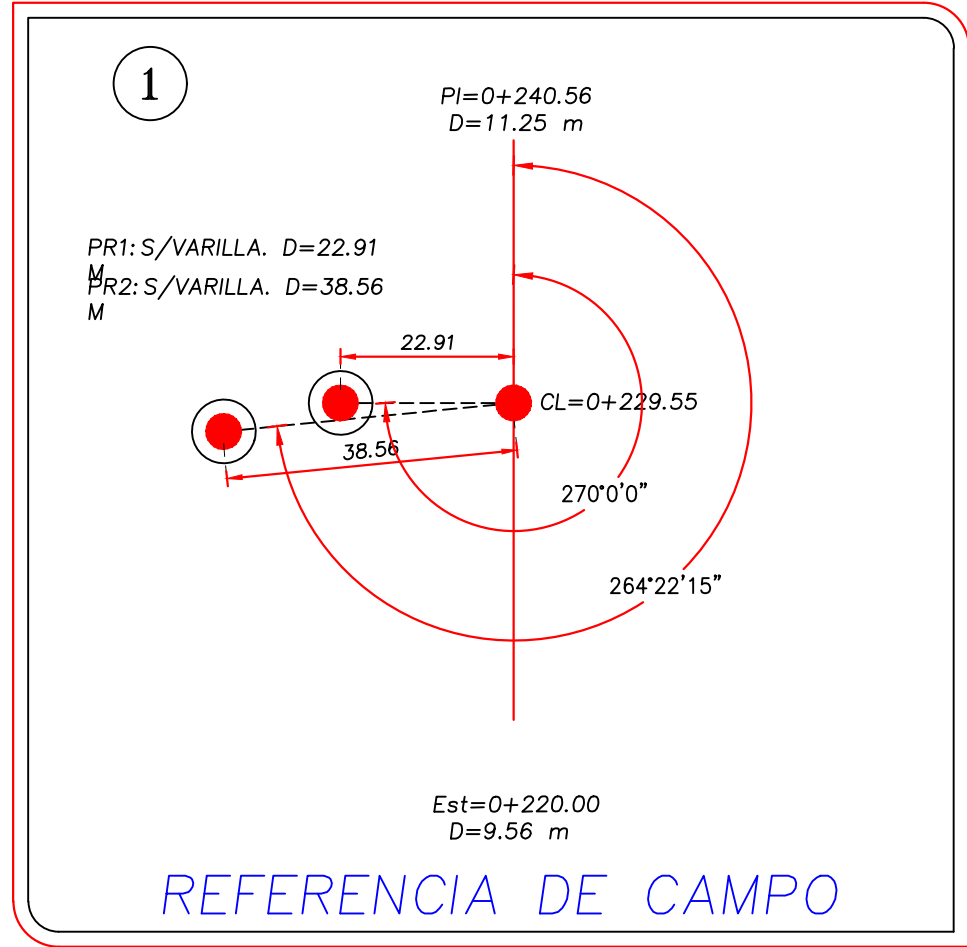 1
PI=0+240.56
D=11.25 m
PR1: S/VARILLA. D=22.91
M
PR2: S/VARILLA. D=38.56
M
22.91
CL=0+229.55
38.56
270°0'0"
264°22'15"
Est=0+220.00
D=9.56 m
REFERENCIA DE CAMPO